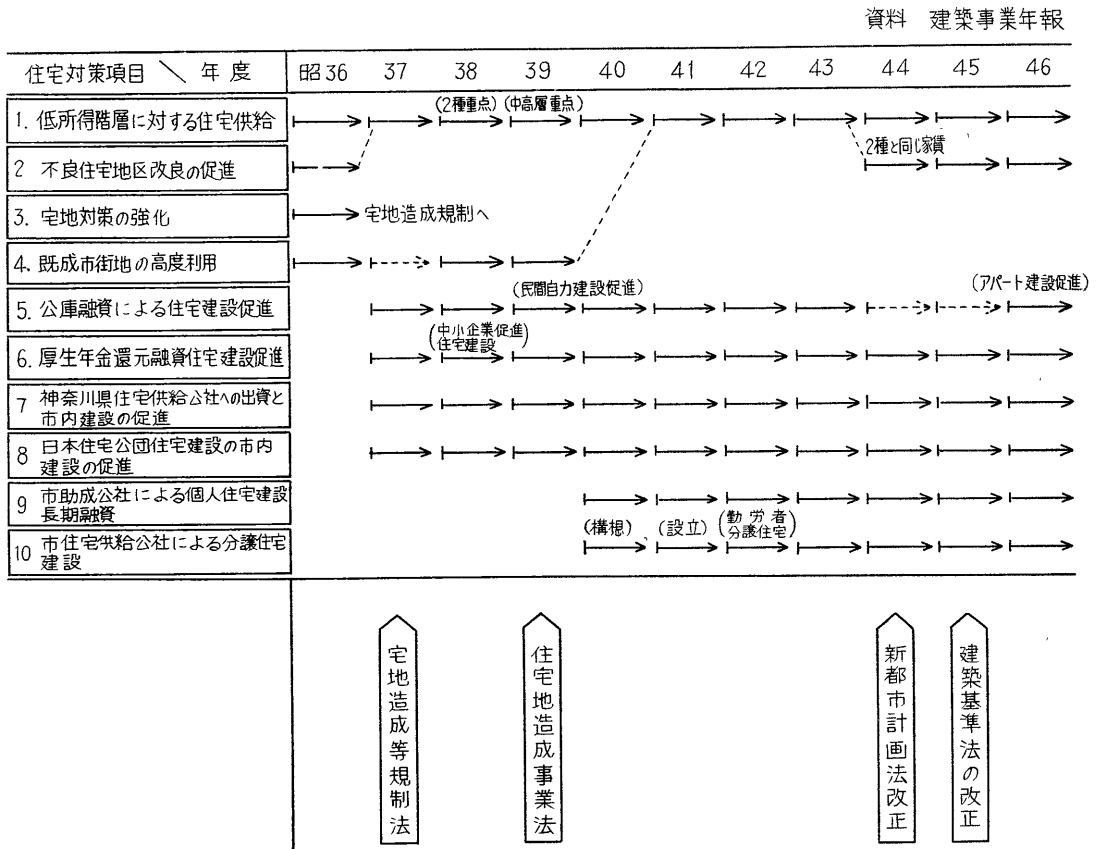 資料 建築事業年報
住宅対策項目 ＼ 年度 昭36 37 38 39 40 41 42 43 44 45 46
(2種重点) (中高層重点)
1. 低所得階層に対する住宅供給
2種と同じ家賃
2 不良住宅地区改良の促進
3. 宅地対策の強化 宅地造成規制へ
4. 既成市街地の高度利用
(民間自力建設促進) (アパート建設促進)
5. 公庫融資による住宅建設促進
(中小企業促進
住宅建設)
6. 厚生年金還元融資住宅建設促進
7 神奈川県住宅供給公社への出資と
市内建設の促進
8 日本住宅公団住宅建設の市内
建設の促進
9 市助成公社による個人住宅建設
長期融資
(構根) (設立) (勤労者
分譲住宅)
10 市住宅供給公社による分譲住宅
建設
宅地造成等規制法
住宅地造成事業法
新都市計画法改正
建築基準法の改正